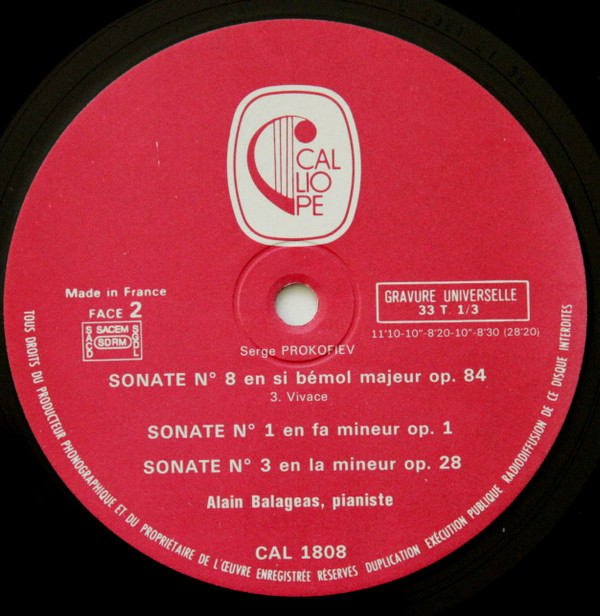 CAL
LIO
PE
Made in France
FACE 2
SACEM
SACD
SDRM
SGDL
GRAVURE UNIVERSELLE
33 T. 1/3
11'10-10"-8'20-10"-8'30 (28'20)
Serge PROKOFIEV
SONATE N° 8 en si bémol majeur op. 84
3. Vivace
SONATE N° 1 en fa mineur op. 1
SONATE N° 3 en la mineur op. 28
Alain Balageas, pianiste
CAL 1808
TOUS DROITS DU PRODUCTEUR PHONOGRAPHIQUE ET DU PROPRIÉTAIRE DE L'ŒUVRE ENREGISTRÉE RÉSERVÉS DUPLICATION EXÉCUTION PUBLIQUE RADIODIFFUSION DE CE DISQUE INTERDITES